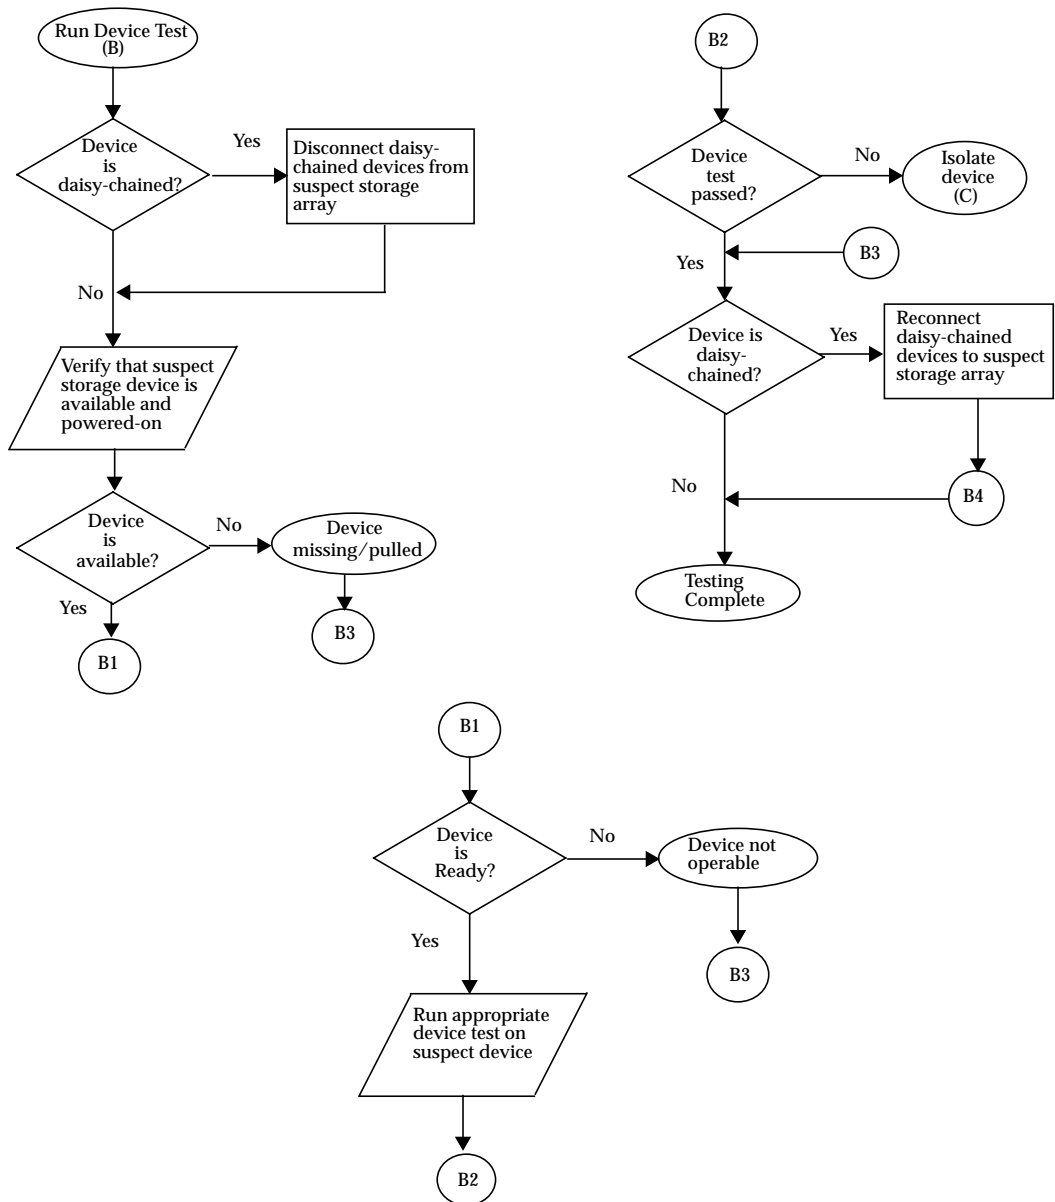 Run Device Test
(B)
Device
is
daisy-chained?
Yes
Disconnect daisy-
chained devices from
suspect storage
array
No
Verify that suspect
storage device is
available and
powered-on
Device
is
available?
No
Device
missing/pulled
Yes
B1
B3
B2
Device
test
passed?
No
Isolate
device
(C)
Yes
B3
Device is
daisy-
chained?
Yes
Reconnect
daisy-chained
devices to suspect
storage array
No
B4
Testing
Complete
B1
Device
is
Ready?
No
Device not
operable
Yes
B3
Run appropriate
device test on
suspect device
B2